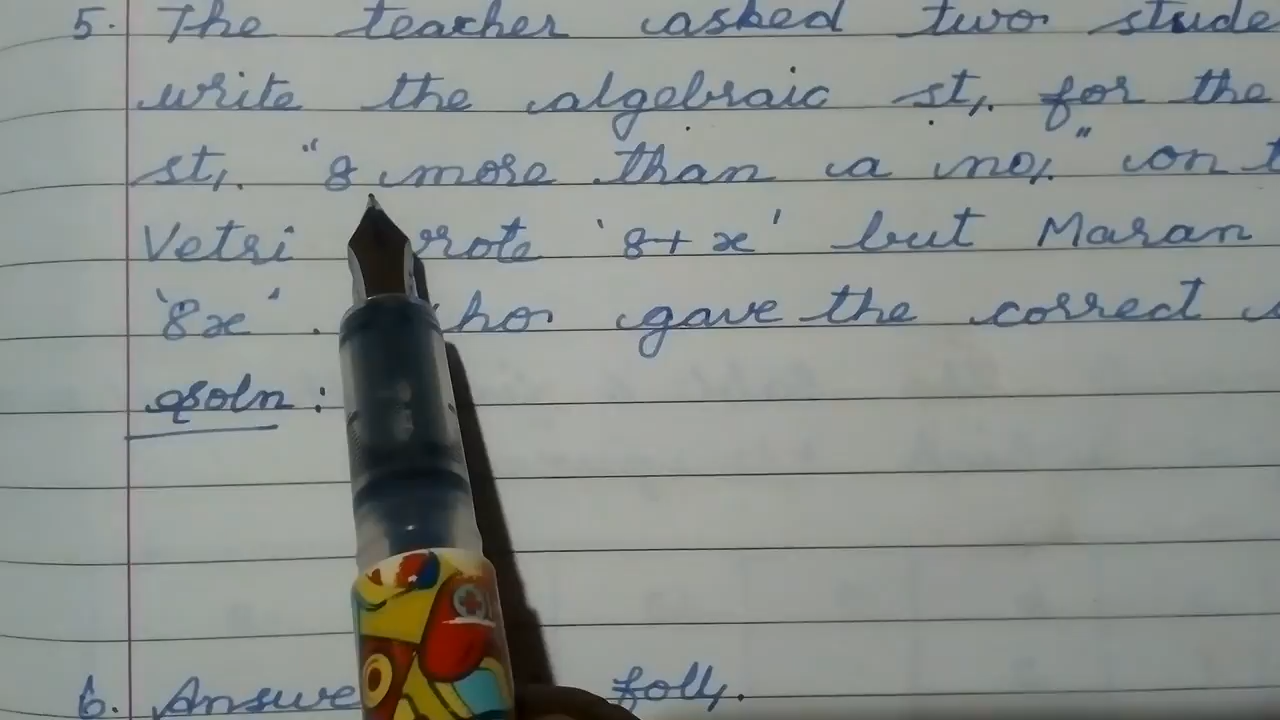 5. The teacher asked two stude
write the algebraic st,. for the
st,. "8 more than a no,." on t
Vetri wrote '8+x' but Maran
'8x'. Who gave the correct
Soln :
6. Answe foll,.